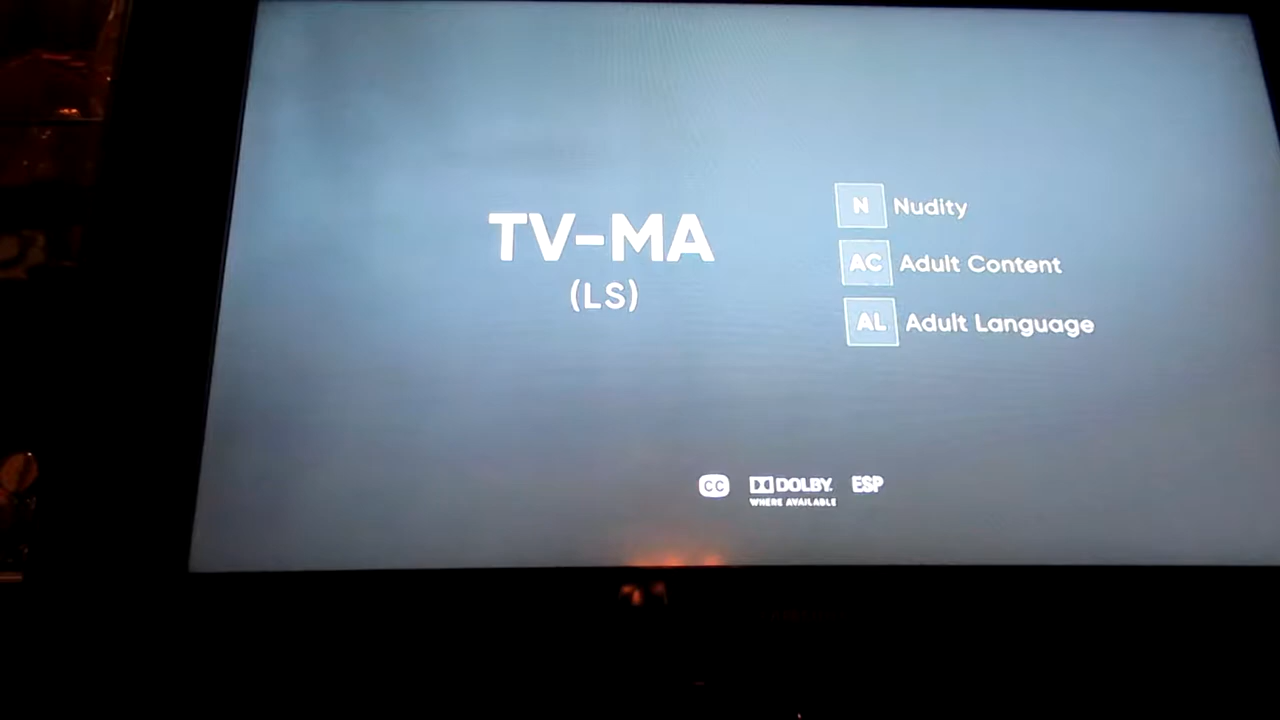 TV-MA
(LS)
N Nudity
AC Adult Content
AL Adult Language
CC DOLBY ESP
WHERE AVAILABLE